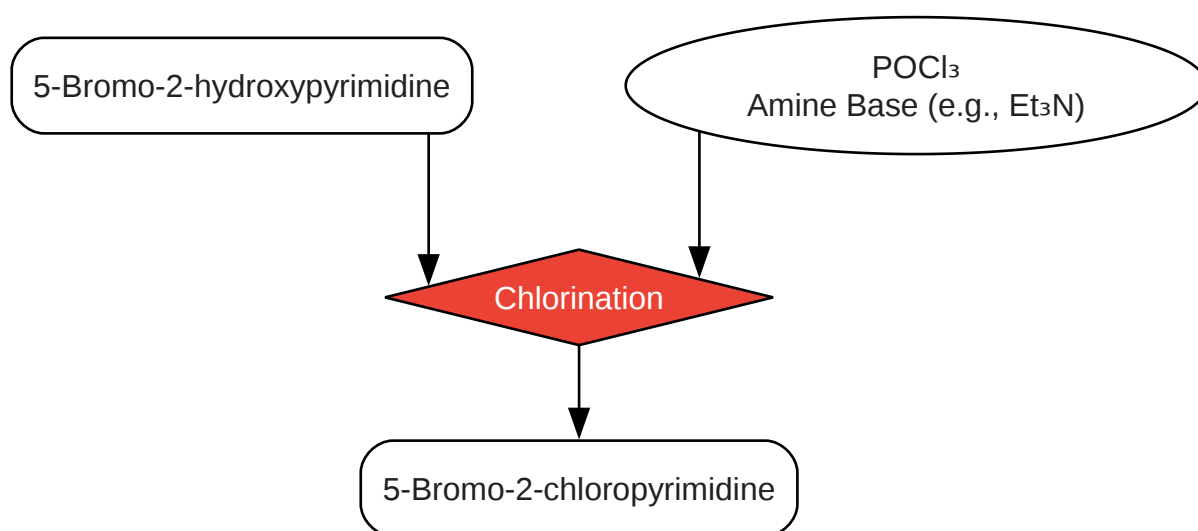 5-Bromo-2-hydroxypyrimidine
POCl₃
Amine Base (e.g., Et₃N)
Chlorination
5-Bromo-2-chloropyrimidine